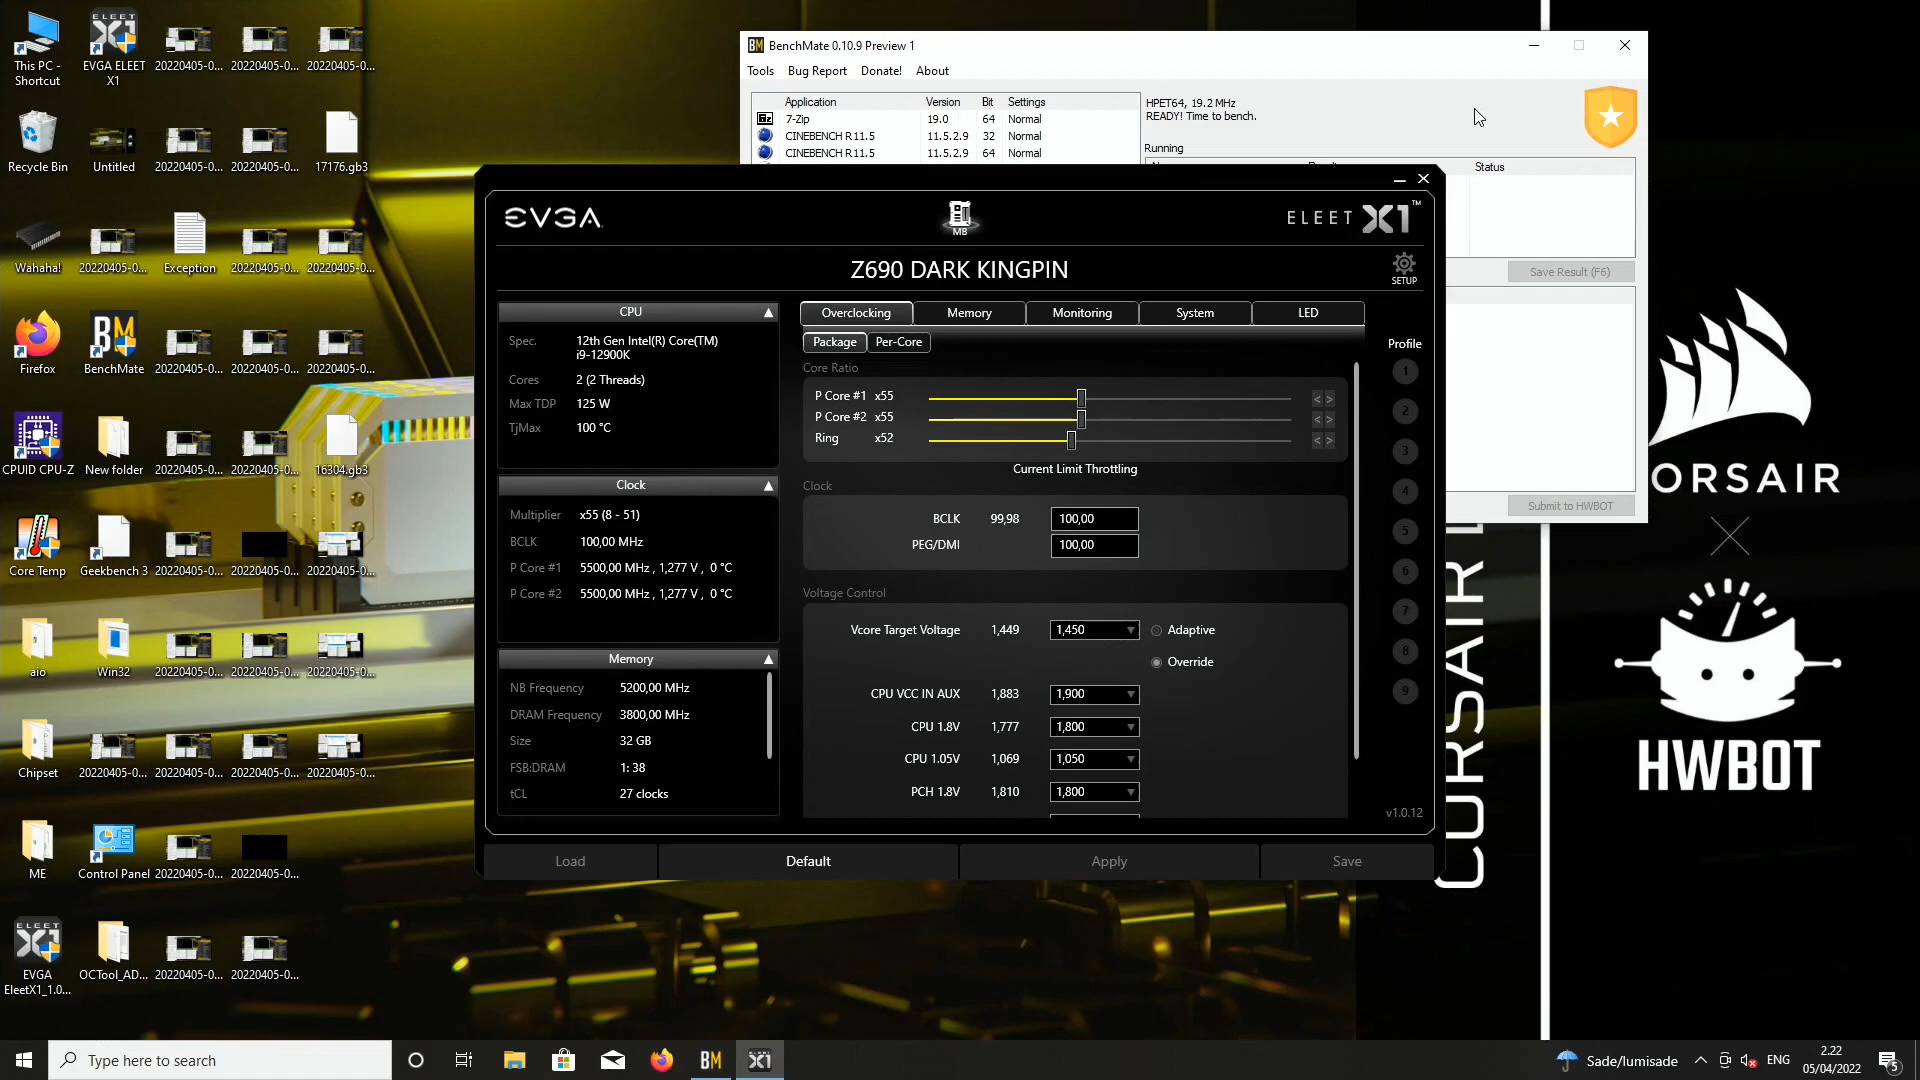 This PC -
Shortcut
EVGA ELEET
X1
20220405-0...
20220405-0...
20220405-0...
Recycle Bin
Untitled
20220405-0...
20220405-0...
17176.gb3
Wahaha!
20220405-0...
Exception
20220405-0...
20220405-0...
Firefox
BenchMate
20220405-0...
20220405-0...
20220405-0...
CPUID CPU-Z
New folder
20220405-0...
20220405-0...
16304.gb3
Core Temp
Geekbench 3
20220405-0...
20220405-0...
20220405-0...
aio
Win32
20220405-0...
20220405-0...
20220405-0...
Chipset
20220405-0...
20220405-0...
20220405-0...
20220405-0...
ME
Control Panel
20220405-0...
20220405-0...
EVGA
EleetX1_1.0...
OCTool_AD...
20220405-0...
20220405-0...
BM BenchMate 0.10.9 Preview 1
Tools Bug Report Donate! About
Application Version Bit Settings
7-Zip 19.0 64 Normal
CINEBENCH R11.5 11.5.2.9 32 Normal
CINEBENCH R11.5 11.5.2.9 64 Normal
HPET64, 19.2 MHz
READY! Time to bench.
Running
Status
Save Result (F6)
Submit to HWBOT
EVGA
MB
ELEET X1™
Z690 DARK KINGPIN
SETUP
CPU
Spec. 12th Gen Intel(R) Core(TM)
i9-12900K
Cores 2 (2 Threads)
Max TDP 125 W
TjMax 100 °C
Clock
Multiplier x55 (8 - 51)
BCLK 100,00 MHz
P Core #1 5500,00 MHz , 1,277 V , 0 °C
P Core #2 5500,00 MHz , 1,277 V , 0 °C
Memory
NB Frequency 5200,00 MHz
DRAM Frequency 3800,00 MHz
Size 32 GB
FSB:DRAM 1: 38
tCL 27 clocks
Overclocking Memory Monitoring System LED
Package Per-Core
Core Ratio
P Core #1 x55 < >
P Core #2 x55 < >
Ring x52 < >
Current Limit Throttling
Clock
BCLK 99,98 100,00
PEG/DMI 100,00
Voltage Control
Vcore Target Voltage 1,449 1,450 Adaptive
Override
CPU VCC IN AUX 1,883 1,900
CPU 1.8V 1,777 1,800
CPU 1.05V 1,069 1,050
PCH 1.8V 1,810 1,800
Profile
1
2
3
4
5
6
7
8
9
v1.0.12
Load Default Apply Save
ORSAIR
HWBOT
CORSAIR
Type here to search
BM
X1
Sade/lumisade
ENG
2.22
05/04/2022
5